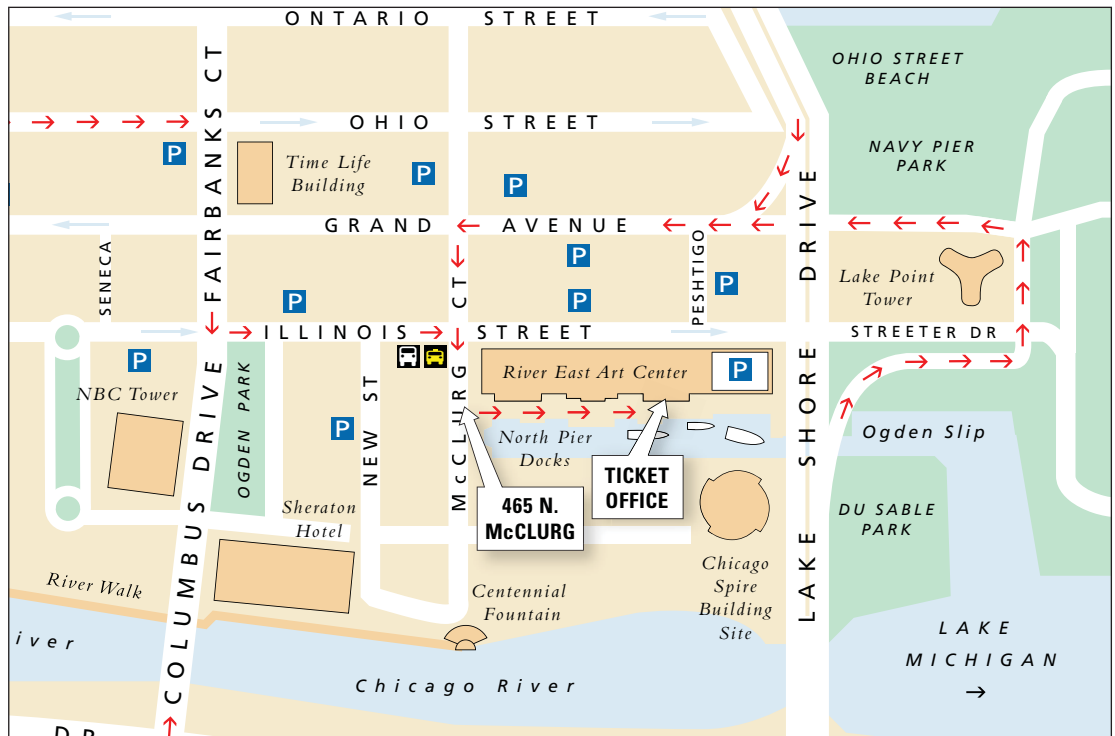 ONTARIO STREET
OHIO STREET
BEACH
FAIRBANKS CT
OHIO STREET
P
Time Life
Building
P
P
NAVY PIER
PARK
GRAND AVENUE
SENECA
P
P
P
P
PESHTIGO
Lake Point
Tower
McCLURG CT
LAKE SHORE DRIVE
ILLINOIS STREET
STREETER DR
P
NBC Tower
COLUMBUS DRIVE
OGDEN PARK
P
NEW ST
River East Art Center
P
North Pier
Docks
Ogden Slip
TICKET
OFFICE
465 N.
McCLURG
Sheraton
Hotel
DU SABLE
PARK
River Walk
Centennial
Fountain
Chicago
Spire
Building
Site
iver
Chicago River
LAKE
MICHIGAN
→
DR